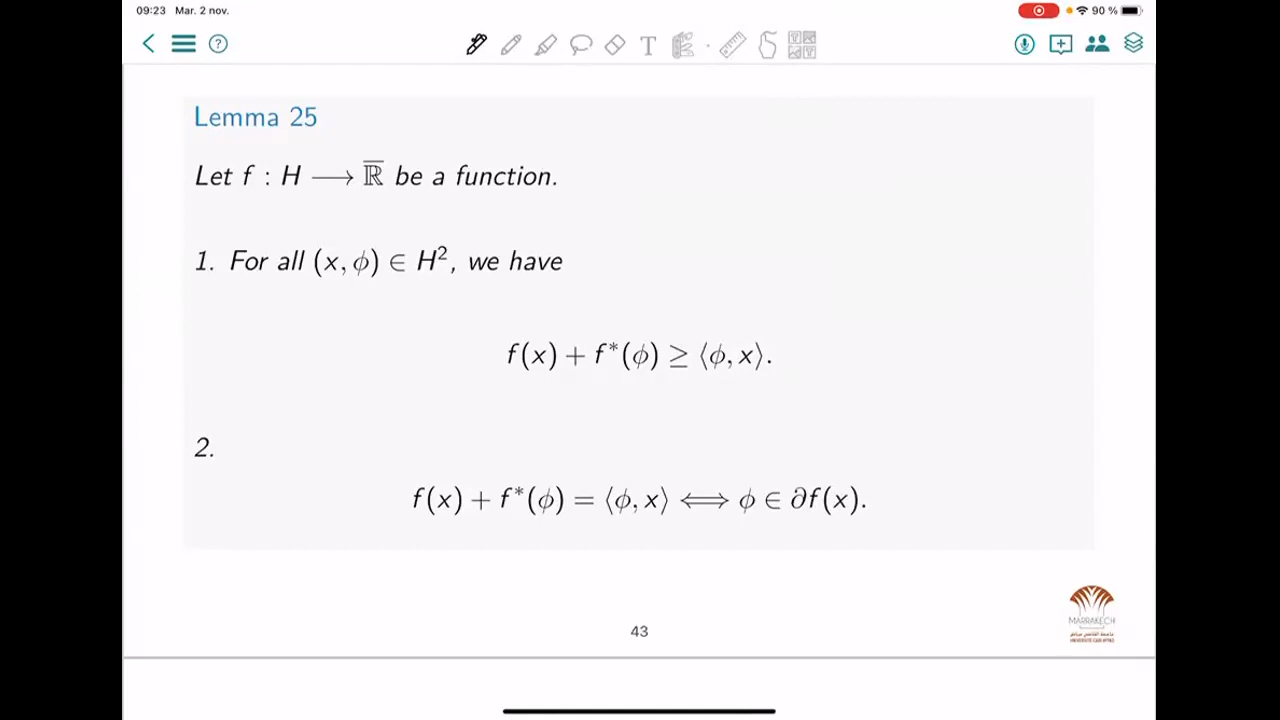 09:23 Mar. 2 nov.
90 %
?
T
Lemma 25
Let f : H ⟶ ℝ̅ be a function.
1. For all (x, ϕ) ∈ H², we have
f(x) + f*(ϕ) ≥ ⟨ϕ, x⟩.
2.
f(x) + f*(ϕ) = ⟨ϕ, x⟩ ⟺ ϕ ∈ ∂f(x).
MARRAKECH
43